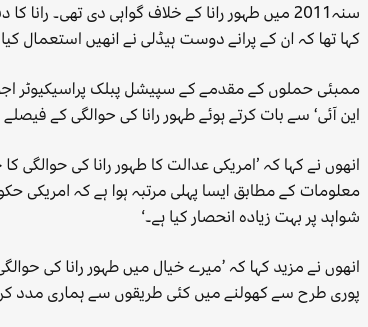 سنہ2011 میں طہور رانا کے خلاف گواہی دی تھی۔ رانا کا
کہا تھا کہ ان کے پرانے دوست ہیڈلی نے انھیں استعمال کیا
ممبئی حملوں کے مقدمے کے سپیشل پبلک پراسیکیوٹر
این آئی‘ سے بات کرتے ہوئے طہور رانا کی حوالگی کے فیصلے
انھوں نے کہا کہ ’امریکی عدالت کا طہور رانا کی حوالگی کا
معلومات کے مطابق ایسا پہلی مرتبہ ہوا ہے کہ امریکی
شواہد پر بہت زیادہ انحصار کیا ہے۔‘
انھوں نے مزید کہا کہ ’میرے خیال میں طہور رانا کی حوالگی
پوری طرح سے کھولنے میں کئی طریقوں سے ہماری مدد